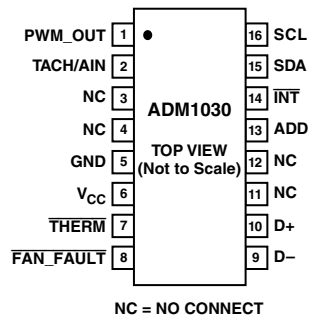 PWM_OUT 1 16 SCL
TACH/AIN 2 15 SDA
NC 3 14 INT
NC 4 ADM1030 13 ADD
GND 5 TOP VIEW 12 NC
VCC 6 (Not to Scale) 11 NC
THERM 7 10 D+
FAN_FAULT 8 9 D–
NC = NO CONNECT